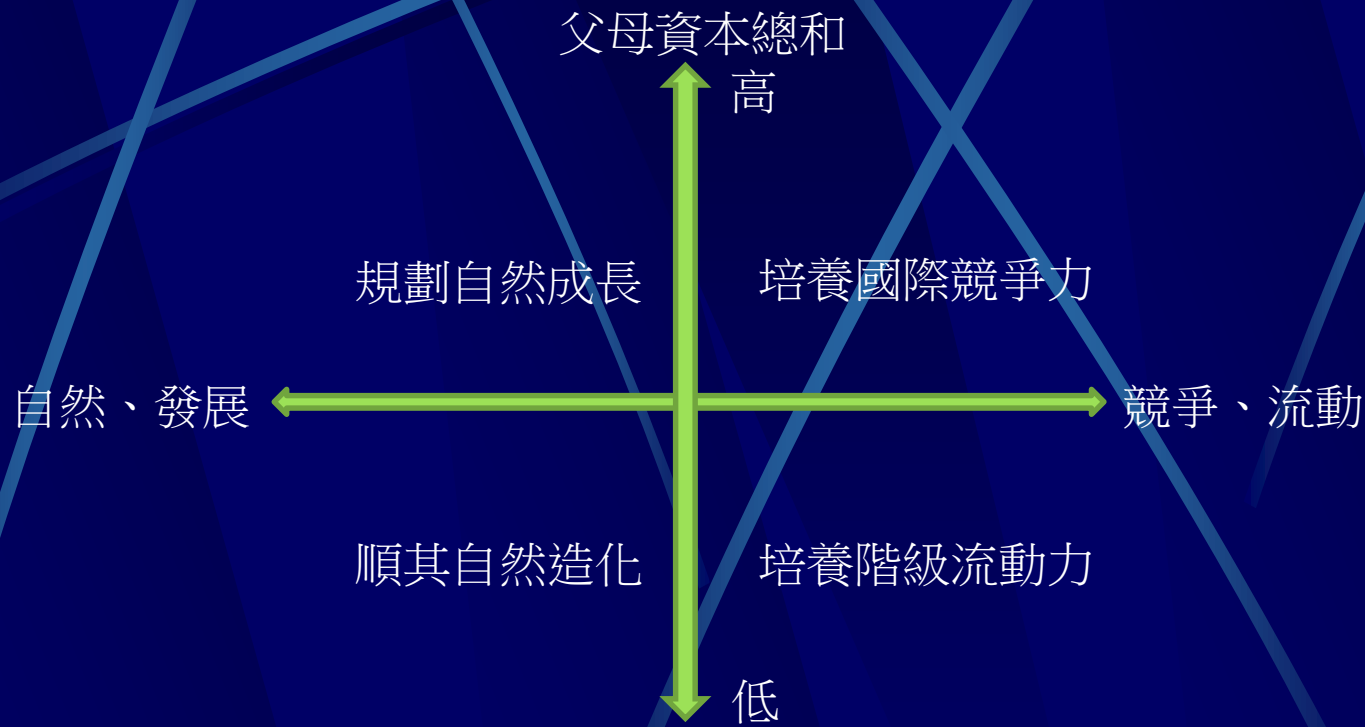 父母資本總和
高
規劃自然成長
培養國際競爭力
自然、發展
競爭、流動
順其自然造化
培養階級流動力
低